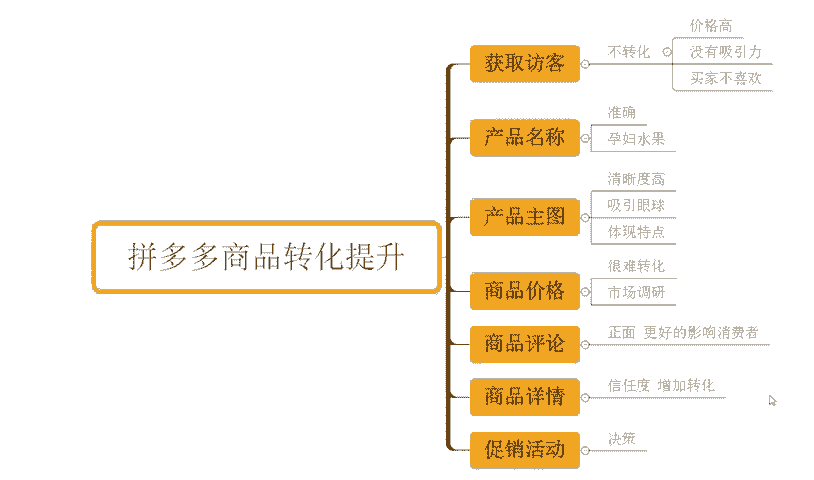 拼多多商品转化提升
获取访客
不转化
价格高
没有吸引力
买家不喜欢
产品名称
准确
孕妇水果
产品主图
清晰度高
吸引眼球
体现特点
商品价格
很难转化
市场调研
商品评论
正面 更好的影响消费者
商品详情
信任度 增加转化
促销活动
决策